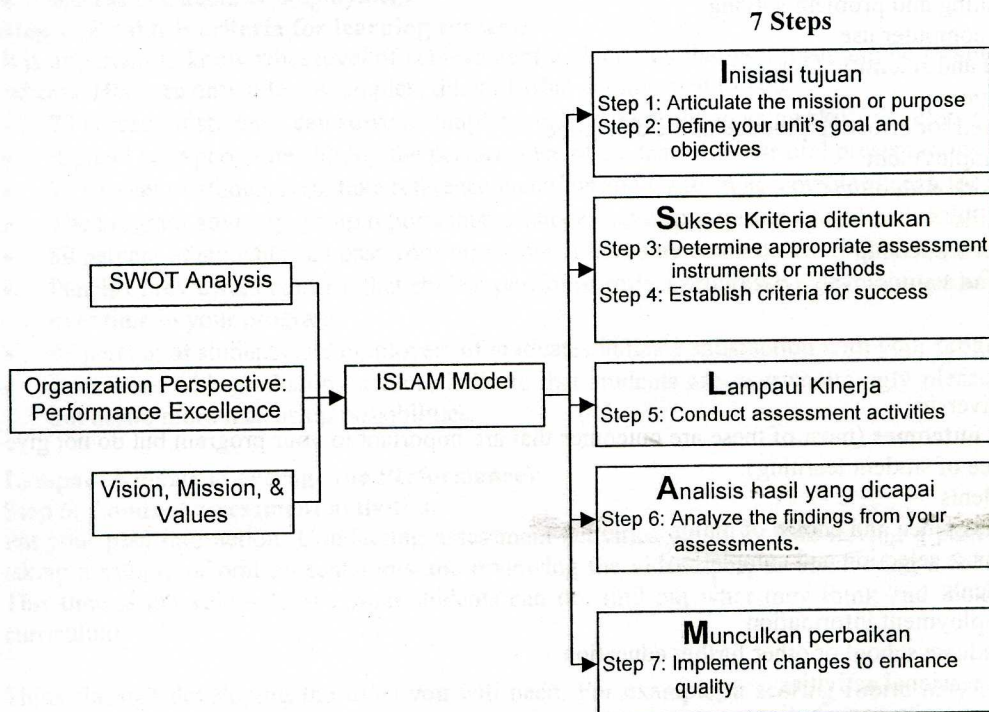 7 Steps
SWOT Analysis
Organization Perspective:
Performance Excellence
Vision, Mission, &
Values
ISLAM Model
Inisiasi tujuan
Step 1: Articulate the mission or purpose
Step 2: Define your unit's goal and
objectives
Sukses Kriteria ditentukan
Step 3: Determine appropriate assessment
instruments or methods
Step 4: Establish criteria for success
Lampaui Kinerja
Step 5: Conduct assessment activities
Analisis hasil yang dicapai
Step 6: Analyze the findings from your
assessments.
Munculkan perbaikan
Step 7: Implement changes to enhance
quality